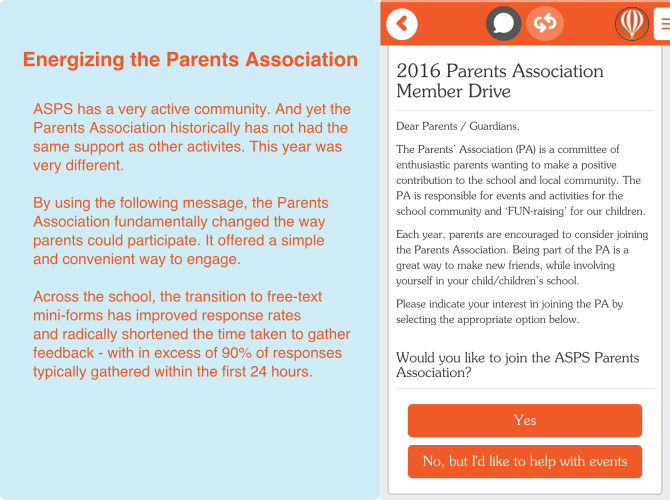 Energizing the Parents Association
ASPS has a very active community. And yet the
Parents Association historically has not had the
same support as other activites. This year was
very different.
By using the following message, the Parents
Association fundamentally changed the way
parents could participate. It offered a simple
and convenient way to engage.
Across the school, the transition to free-text
mini-forms has improved response rates
and radically shortened the time taken to gather
feedback - with in excess of 90% of responses
typically gathered within the first 24 hours.
2016 Parents Association
Member Drive
Dear Parents / Guardians,
The Parents' Association (PA) is a committee of
enthusiastic parents wanting to make a positive
contribution to the school and local community. The
PA is responsible for events and activities for the
school community and ‘FUN-raising’ for our children.
Each year, parents are encouraged to consider joining
the Parents Association. Being part of the PA is a
great way to make new friends, while involving
yourself in your child/children's school.
Please indicate your interest in joining the PA by
selecting the appropriate option below.
Would you like to join the ASPS Parents
Association?
Yes
No, but I'd like to help with events